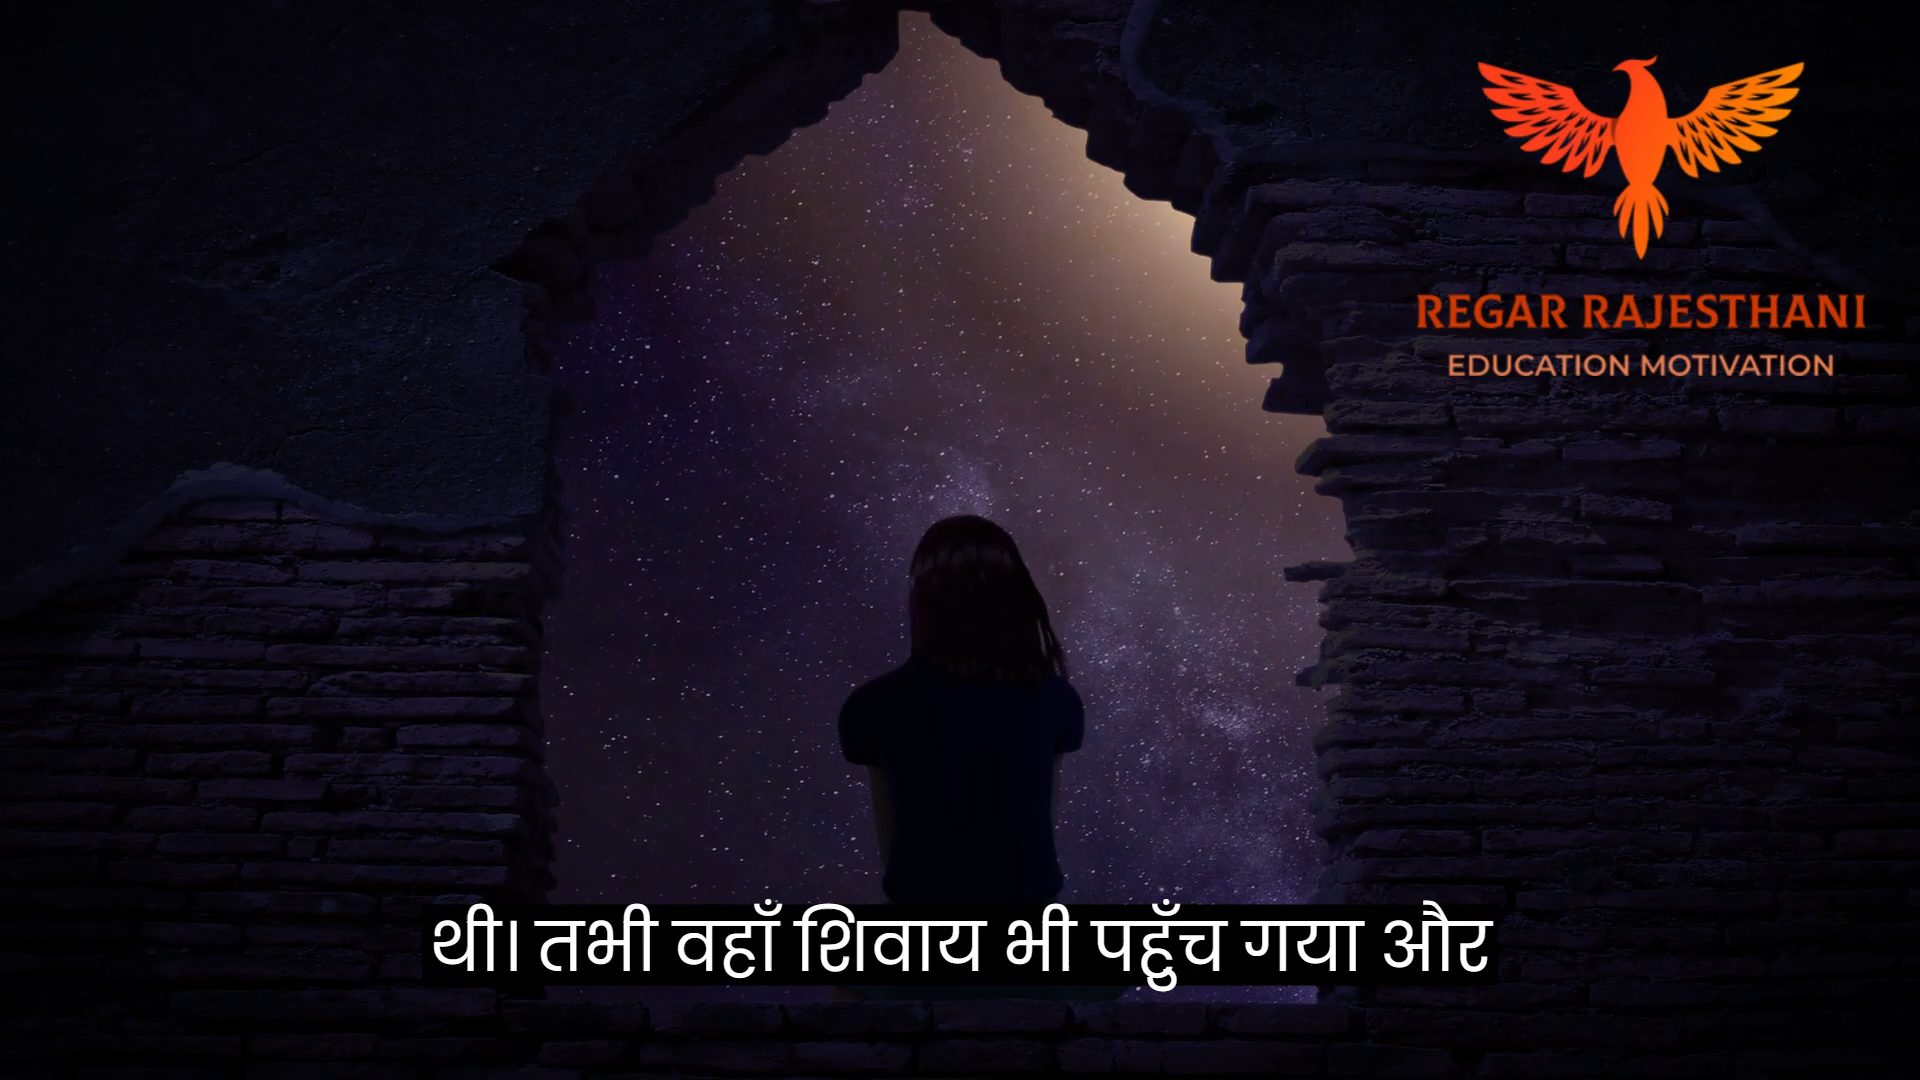 REGAR RAJESTHANI
EDUCATION MOTIVATION
थी। तभी वहाँ शिवाय भी पहुँच गया और